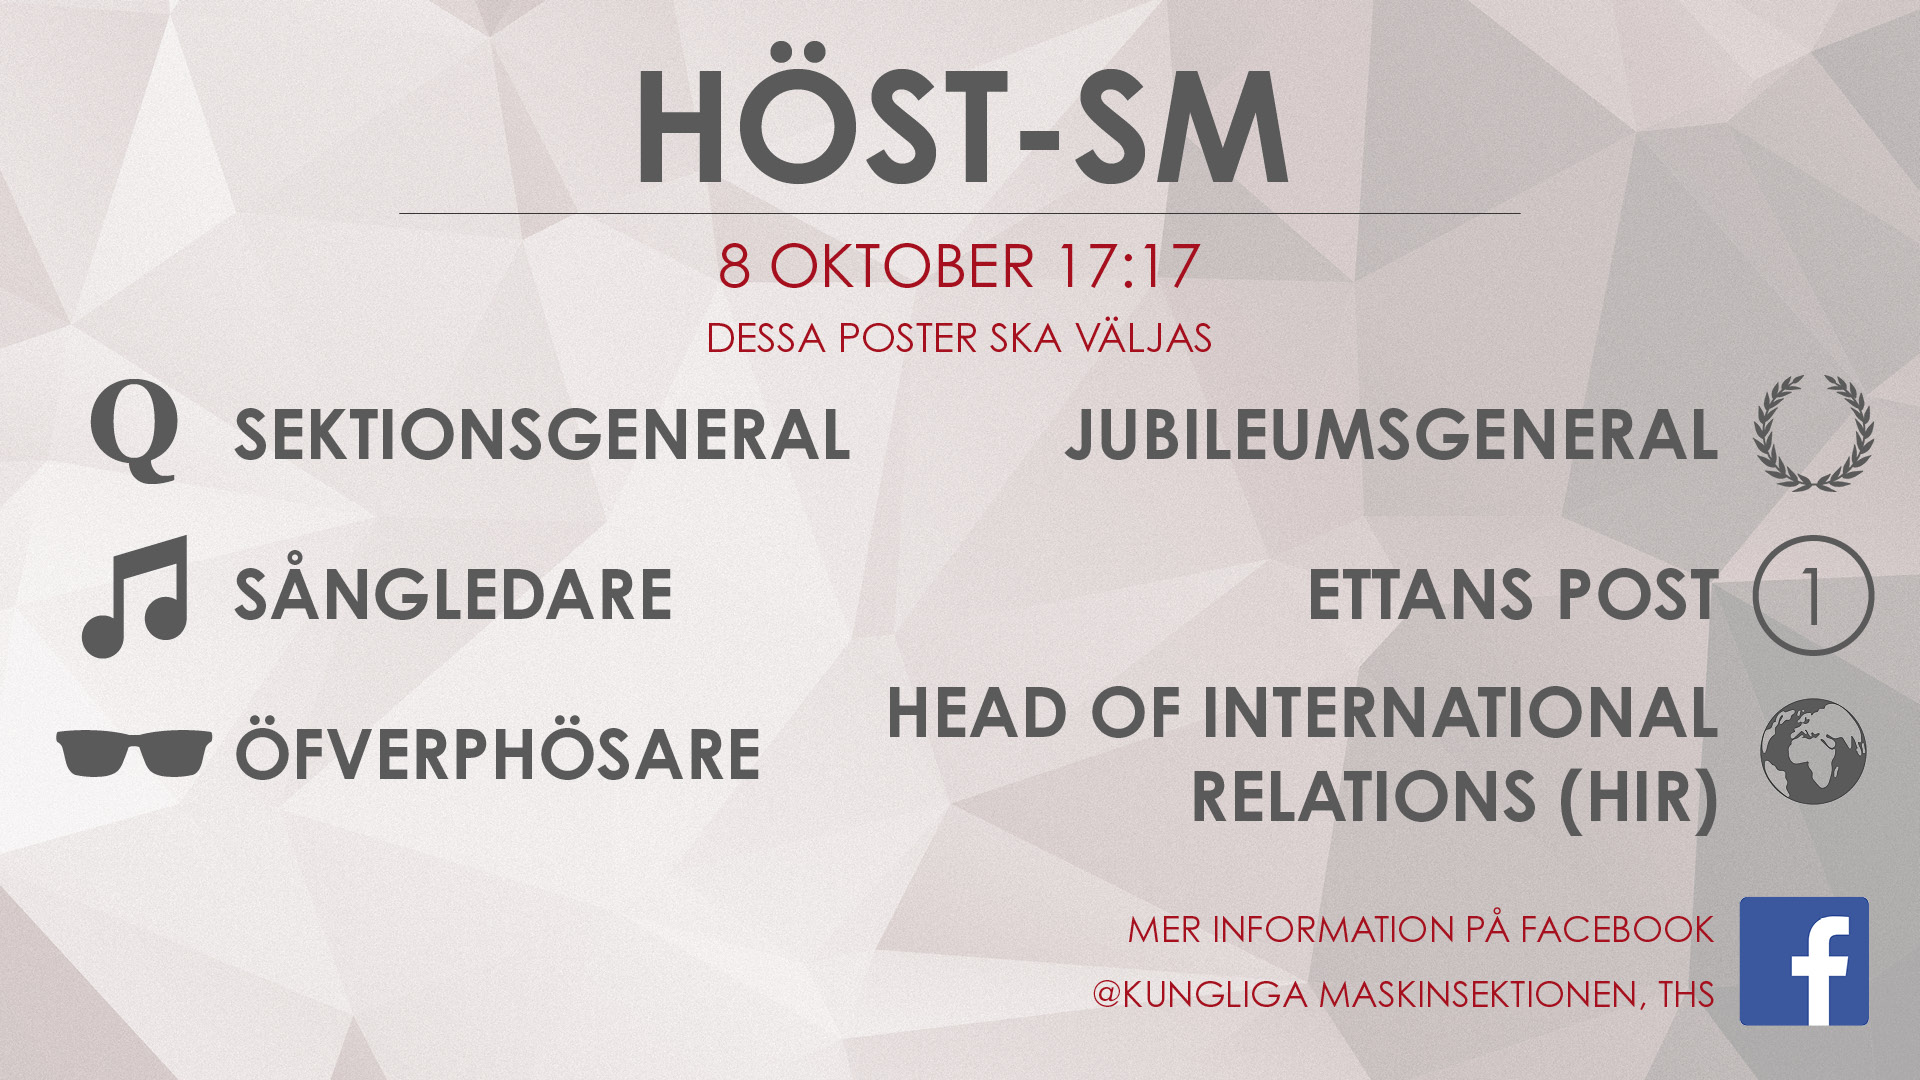 HÖST-SM
8 OKTOBER 17:17
DESSA POSTER SKA VÄLJAS
Q SEKTIONSGENERAL
SÅNGLEDARE
ÖFVERPHÖSARE
JUBILEUMSGENERAL
ETTANS POST 1
HEAD OF INTERNATIONAL
RELATIONS (HIR)
MER INFORMATION PÅ FACEBOOK
@KUNGLIGA MASKINSEKTIONEN, THS
f